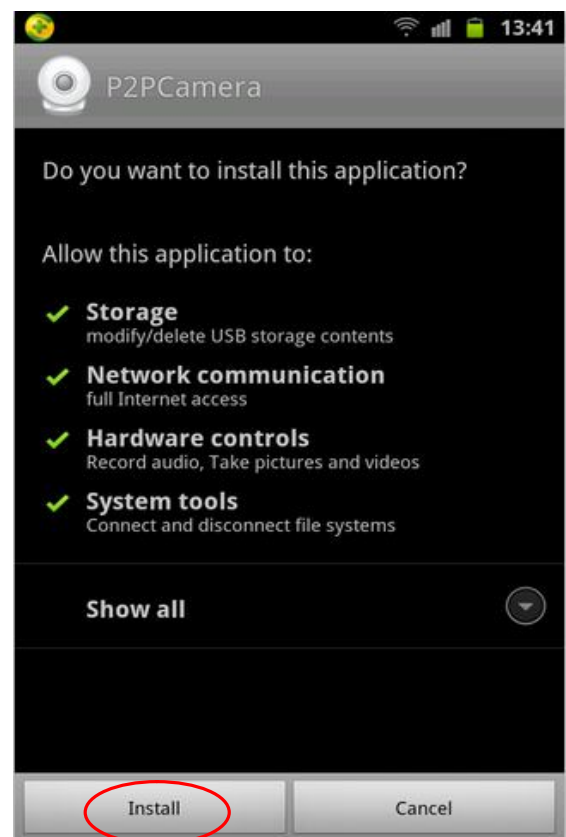 13:41
P2PCamera
Do you want to install this application?
Allow this application to:
Storage
modify/delete USB storage contents
Network communication
full Internet access
Hardware controls
Record audio, Take pictures and videos
System tools
Connect and disconnect file systems
Show all
Install Cancel